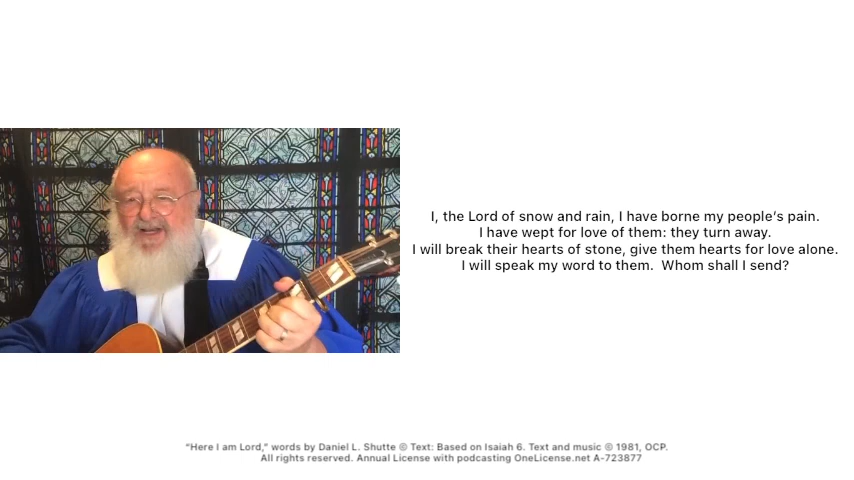 I, the Lord of snow and rain, I have borne my people's pain.
I have wept for love of them: they turn away.
I will break their hearts of stone, give them hearts for love alone.
I will speak my word to them.  Whom shall I send?
“Here I am Lord,” words by Daniel L. Shutte © Text: Based on Isaiah 6. Text and music © 1981, OCP.
All rights reserved. Annual License with podcasting OneLicense.net A-723877